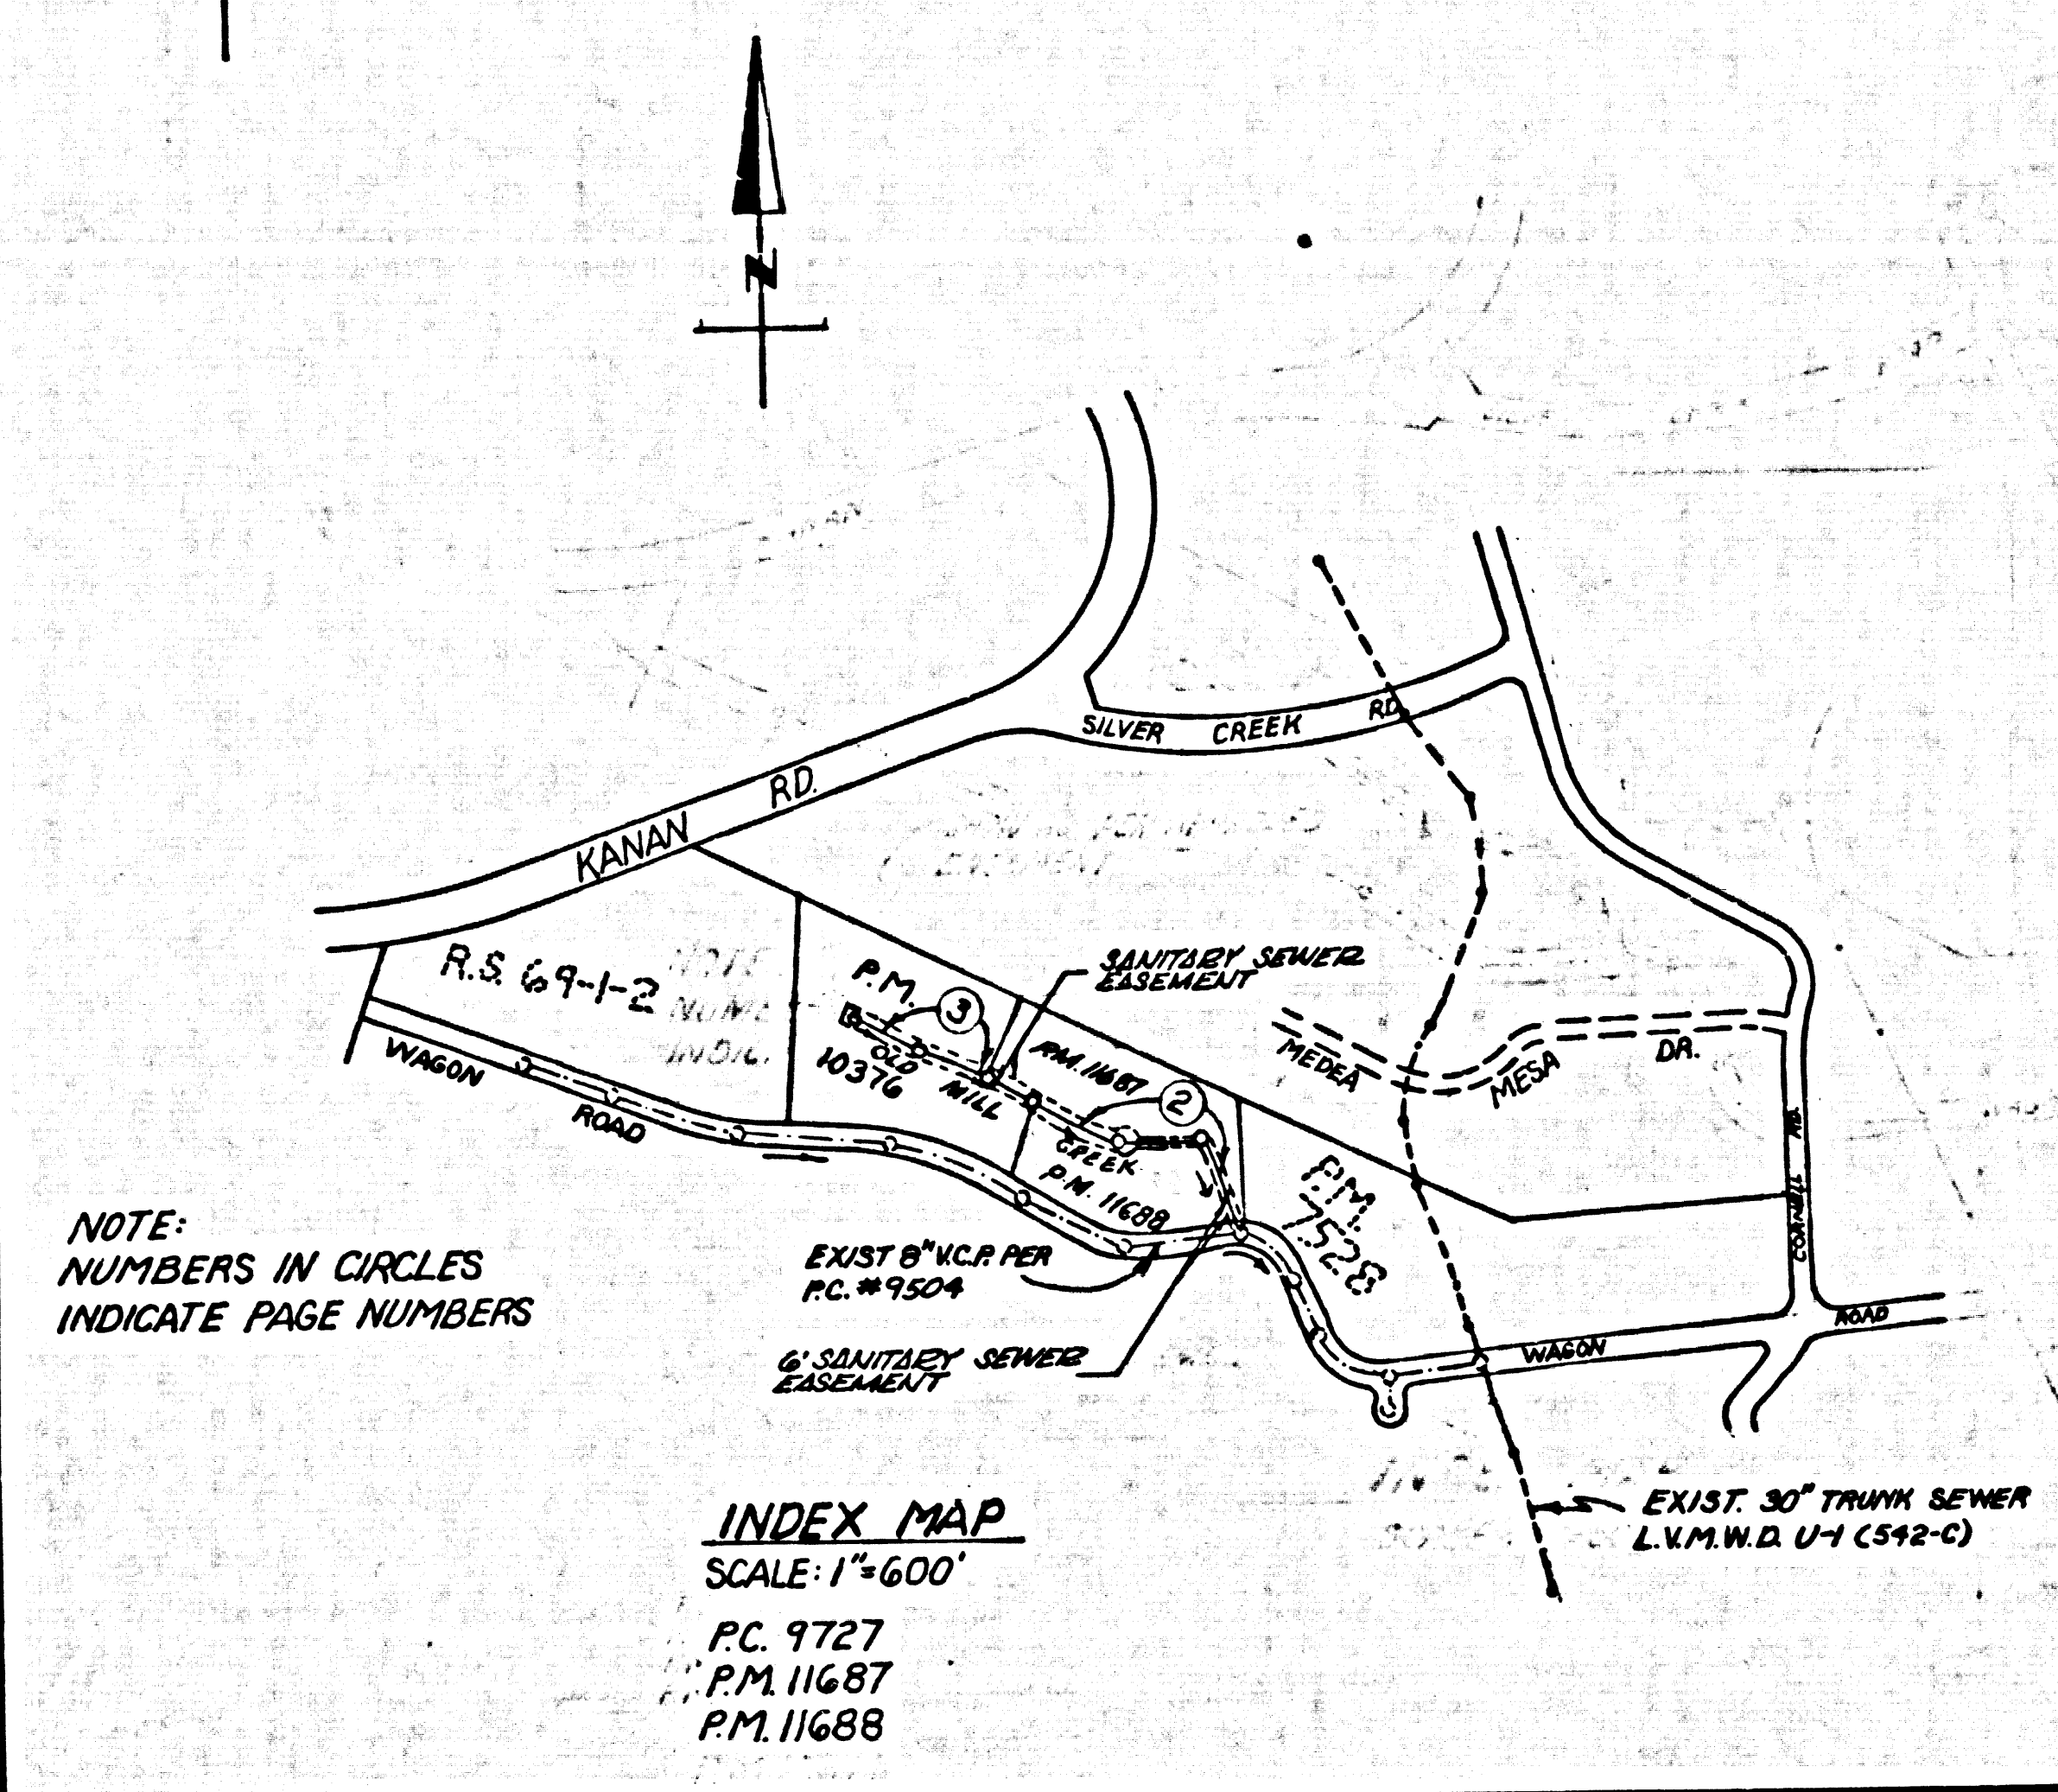 N
SILVER CREEK RD.
KANAN RD.
R.S. 69-1-2
P.M.
10376
3
SANITARY SEWER
EASEMENT
OLD MILL CREEK
P.M. 11687
2
P.M. 11688
MEDEA MESA DR.
WAGON ROAD
P.M.
7528
CORNELL RD.
NOTE:
NUMBERS IN CIRCLES
INDICATE PAGE NUMBERS
EXIST 8" V.C.P. PER
P.C. #9504
6' SANITARY SEWER
EASEMENT
WAGON ROAD
EXIST. 30" TRUNK SEWER
L.V.M.W.D. U-1 (542-C)
INDEX MAP
SCALE: 1"=600'
P.C. 9727
P.M. 11687
P.M. 11688